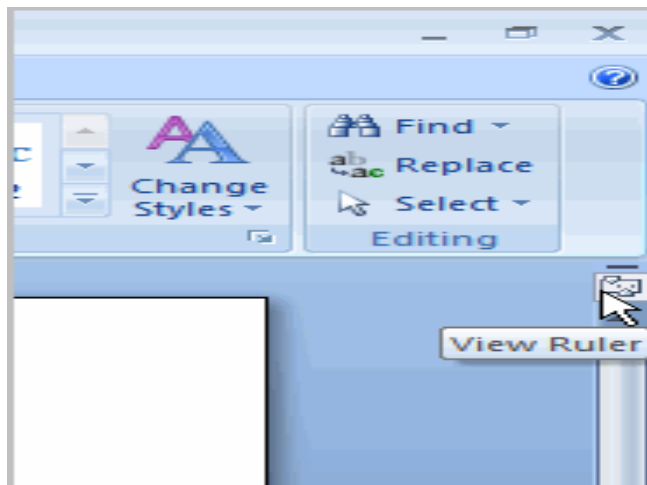 Find
Replace
Select
Editing
Change
Styles
View Ruler